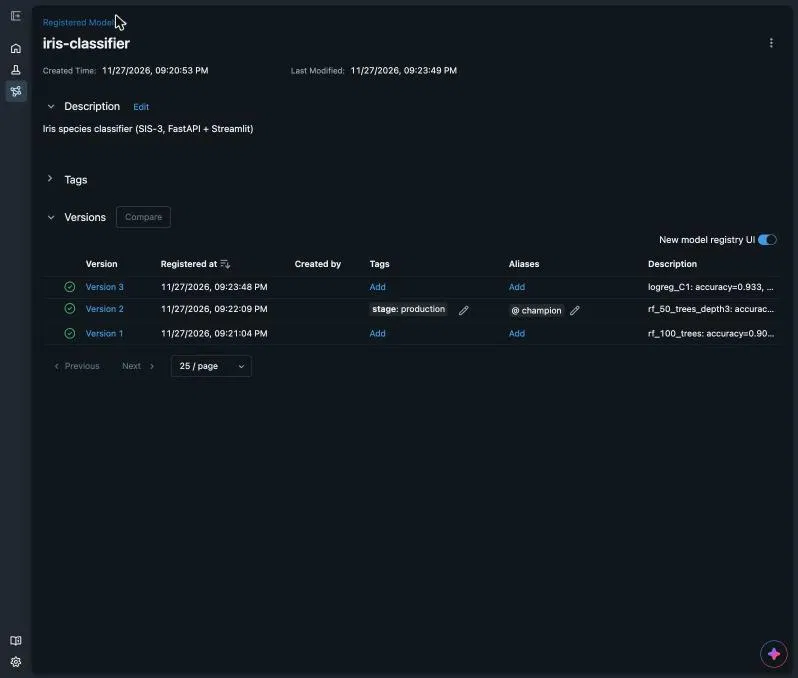 Registered Model
iris-classifier
Created Time: 11/27/2026, 09:20:53 PM Last Modified: 11/27/2026, 09:23:49 PM
Description Edit
Iris species classifier (SIS-3, FastAPI + Streamlit)
Tags
Versions Compare
New model registry UI
Version Registered at Created by Tags Aliases Description
Version 3 11/27/2026, 09:23:48 PM Add Add logreg_C1: accuracy=0.933, ...
Version 2 11/27/2026, 09:22:09 PM stage: production @ champion rf_50_trees_depth3: accurac...
Version 1 11/27/2026, 09:21:04 PM Add Add rf_100_trees: accuracy=0.90...
Previous Next 25 / page